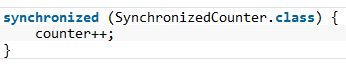 synchronized (SynchronizedCounter.class) {
    counter++;
}